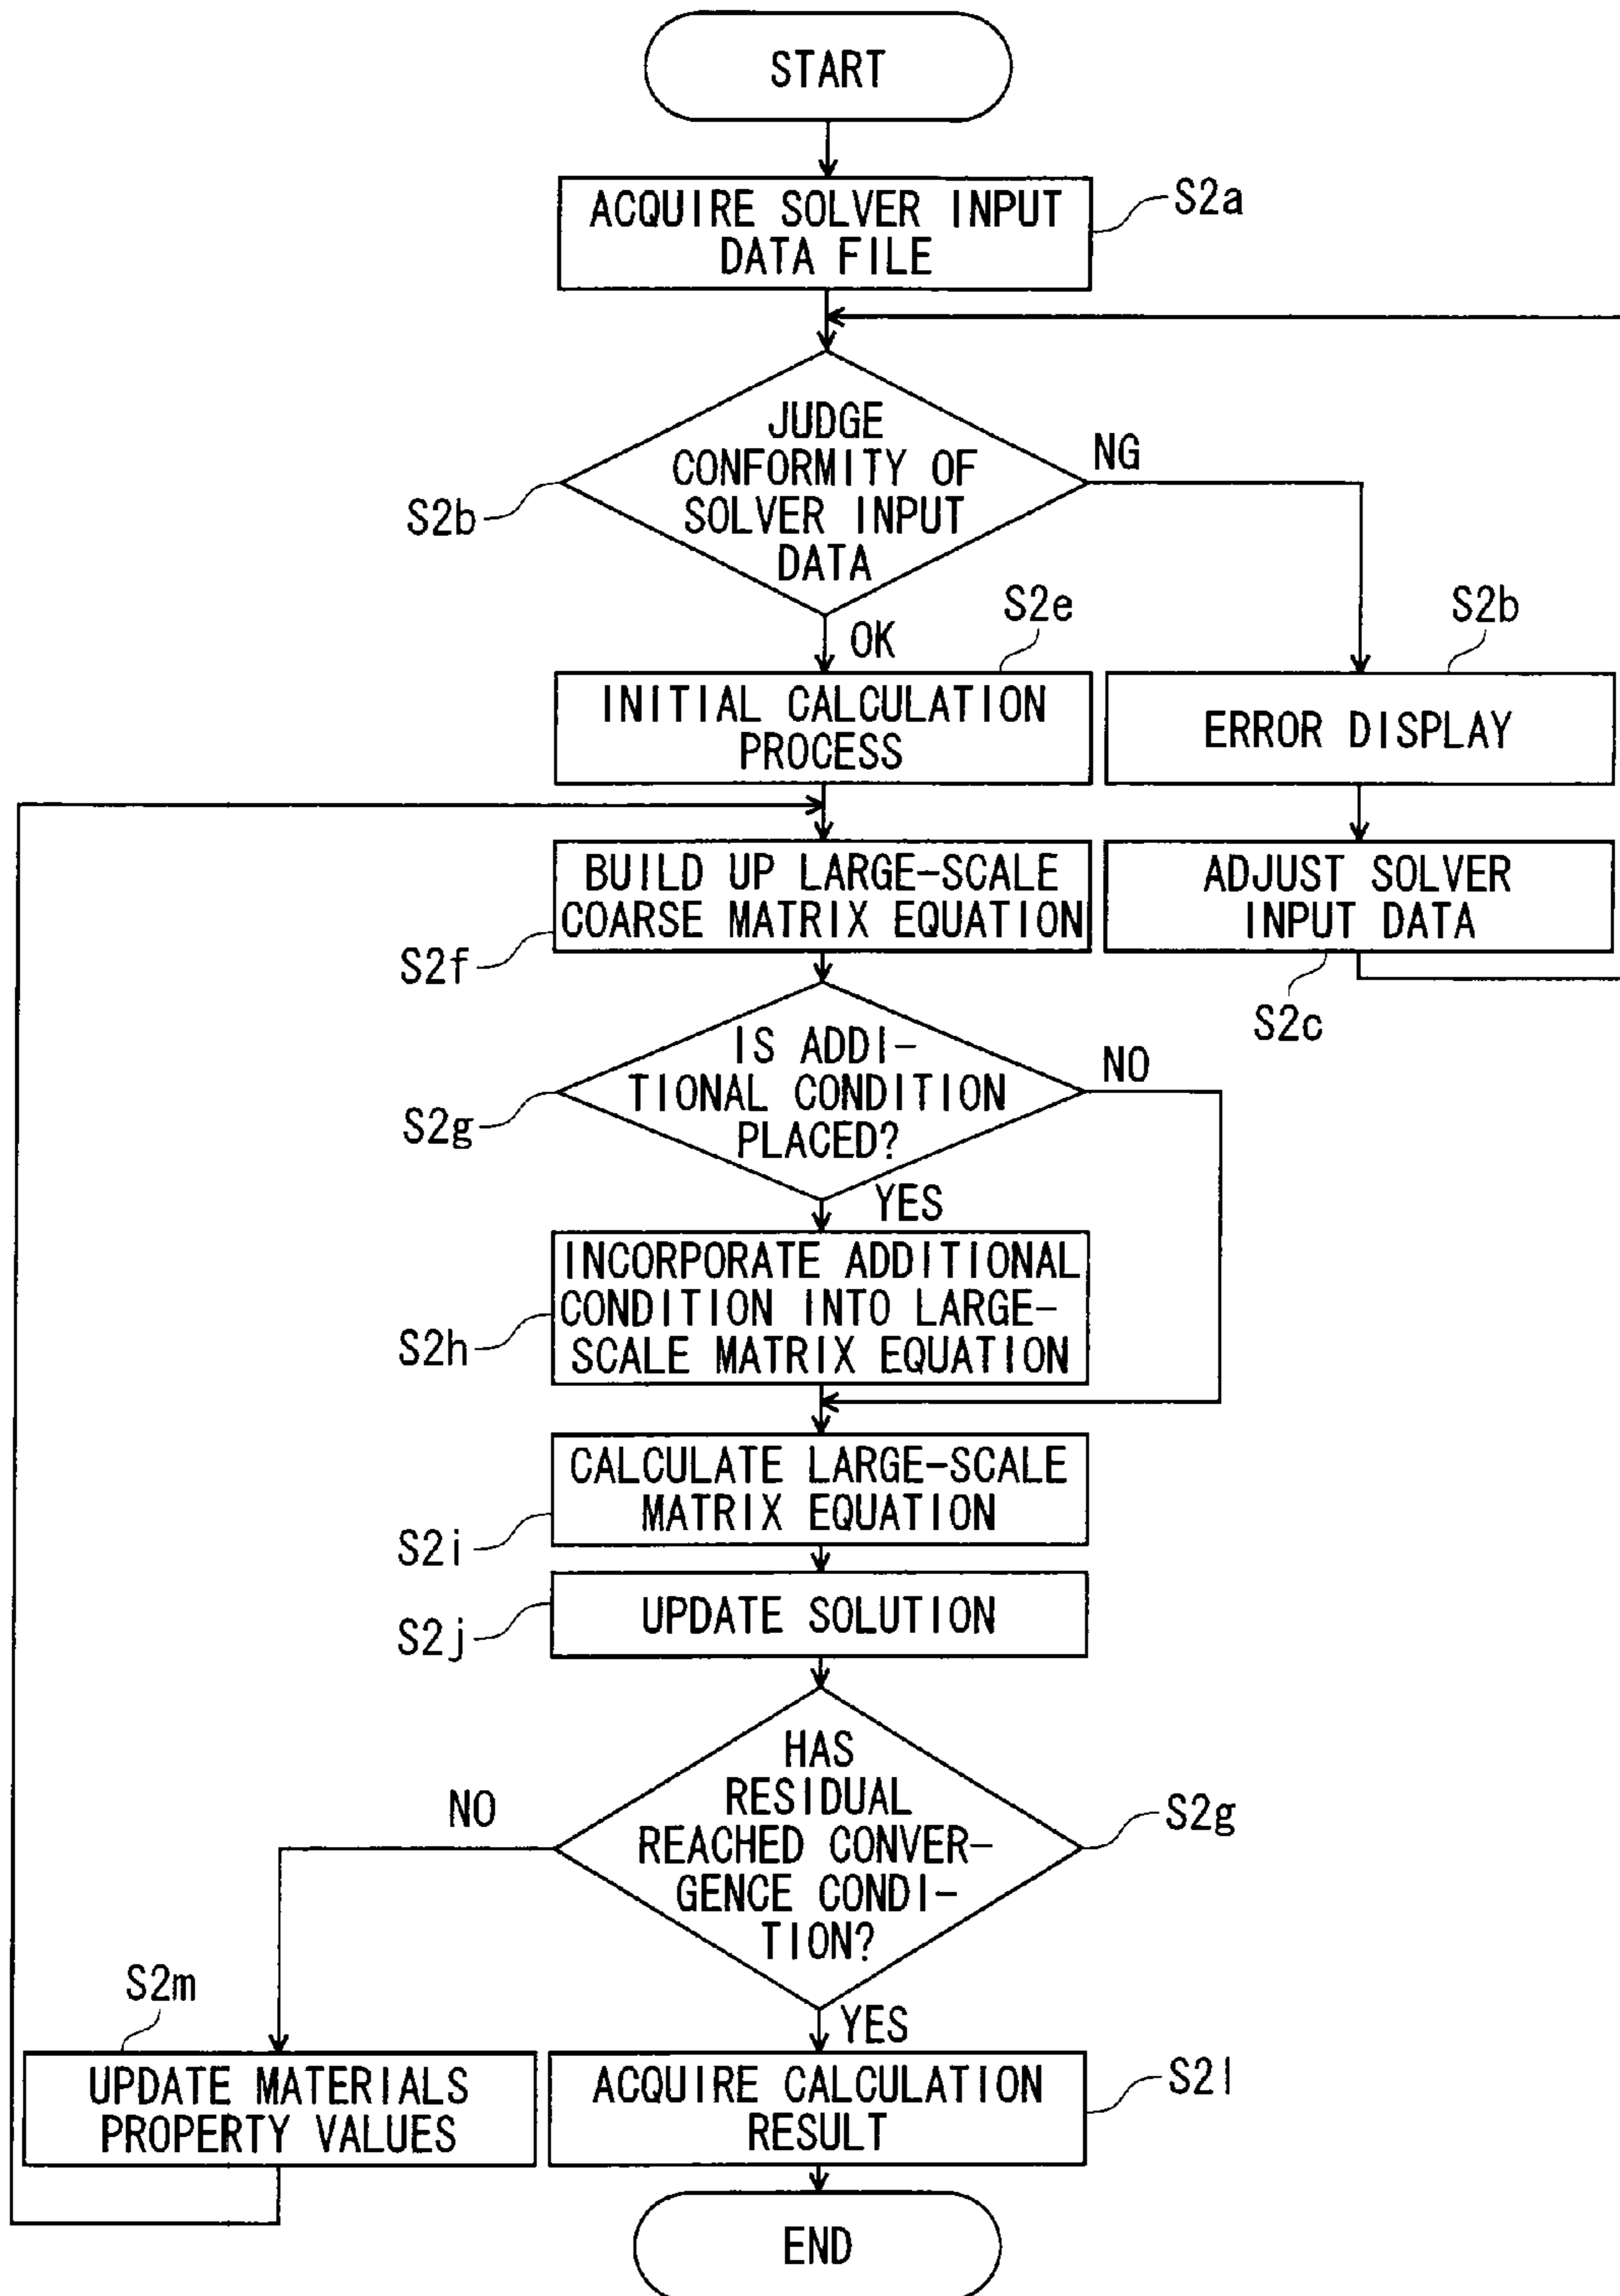 START
ACQUIRE SOLVER INPUT
DATA FILE
S2a
JUDGE
CONFORMITY OF
SOLVER INPUT
DATA
S2b
NG
OK
S2e
INITIAL CALCULATION
PROCESS
S2b
ERROR DISPLAY
BUILD UP LARGE-SCALE
COARSE MATRIX EQUATION
S2f
ADJUST SOLVER
INPUT DATA
S2c
IS ADDI-
TIONAL CONDITION
PLACED?
S2g
NO
YES
INCORPORATE ADDITIONAL
CONDITION INTO LARGE-
SCALE MATRIX EQUATION
S2h
CALCULATE LARGE-SCALE
MATRIX EQUATION
S2i
UPDATE SOLUTION
S2j
HAS
RESIDUAL
REACHED CONVER-
GENCE CONDI-
TION?
S2g
NO
YES
S2m
UPDATE MATERIALS
PROPERTY VALUES
ACQUIRE CALCULATION
RESULT
S2l
END